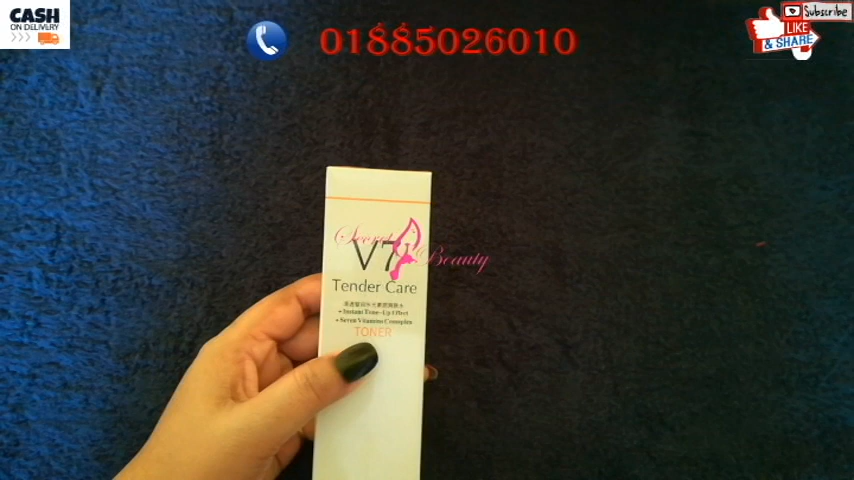 CASH
ON DELIVERY
01885026010
Subscribe
LIKE
& SHARE
Secret Beauty
V7
Tender Care
+ Instant Tone-Up Effect
+ Seven Vitamins Complex
TONER